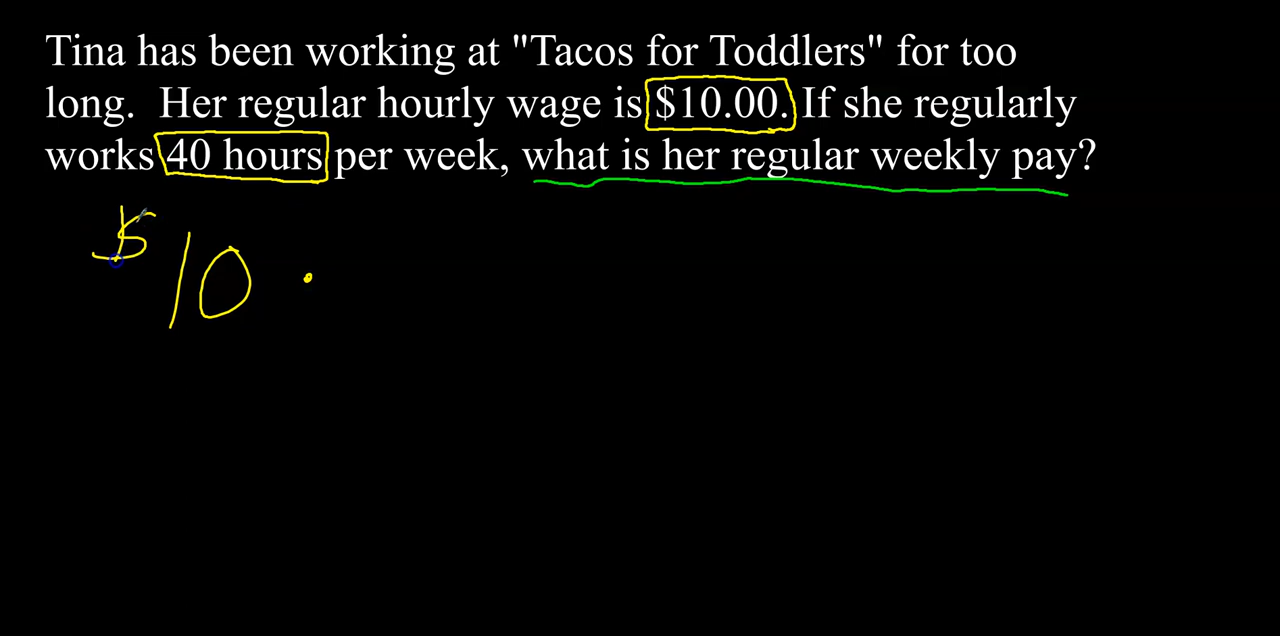 Tina has been working at "Tacos for Toddlers" for too
long. Her regular hourly wage is $10.00. If she regularly
works 40 hours per week, what is her regular weekly pay?
$10 ·